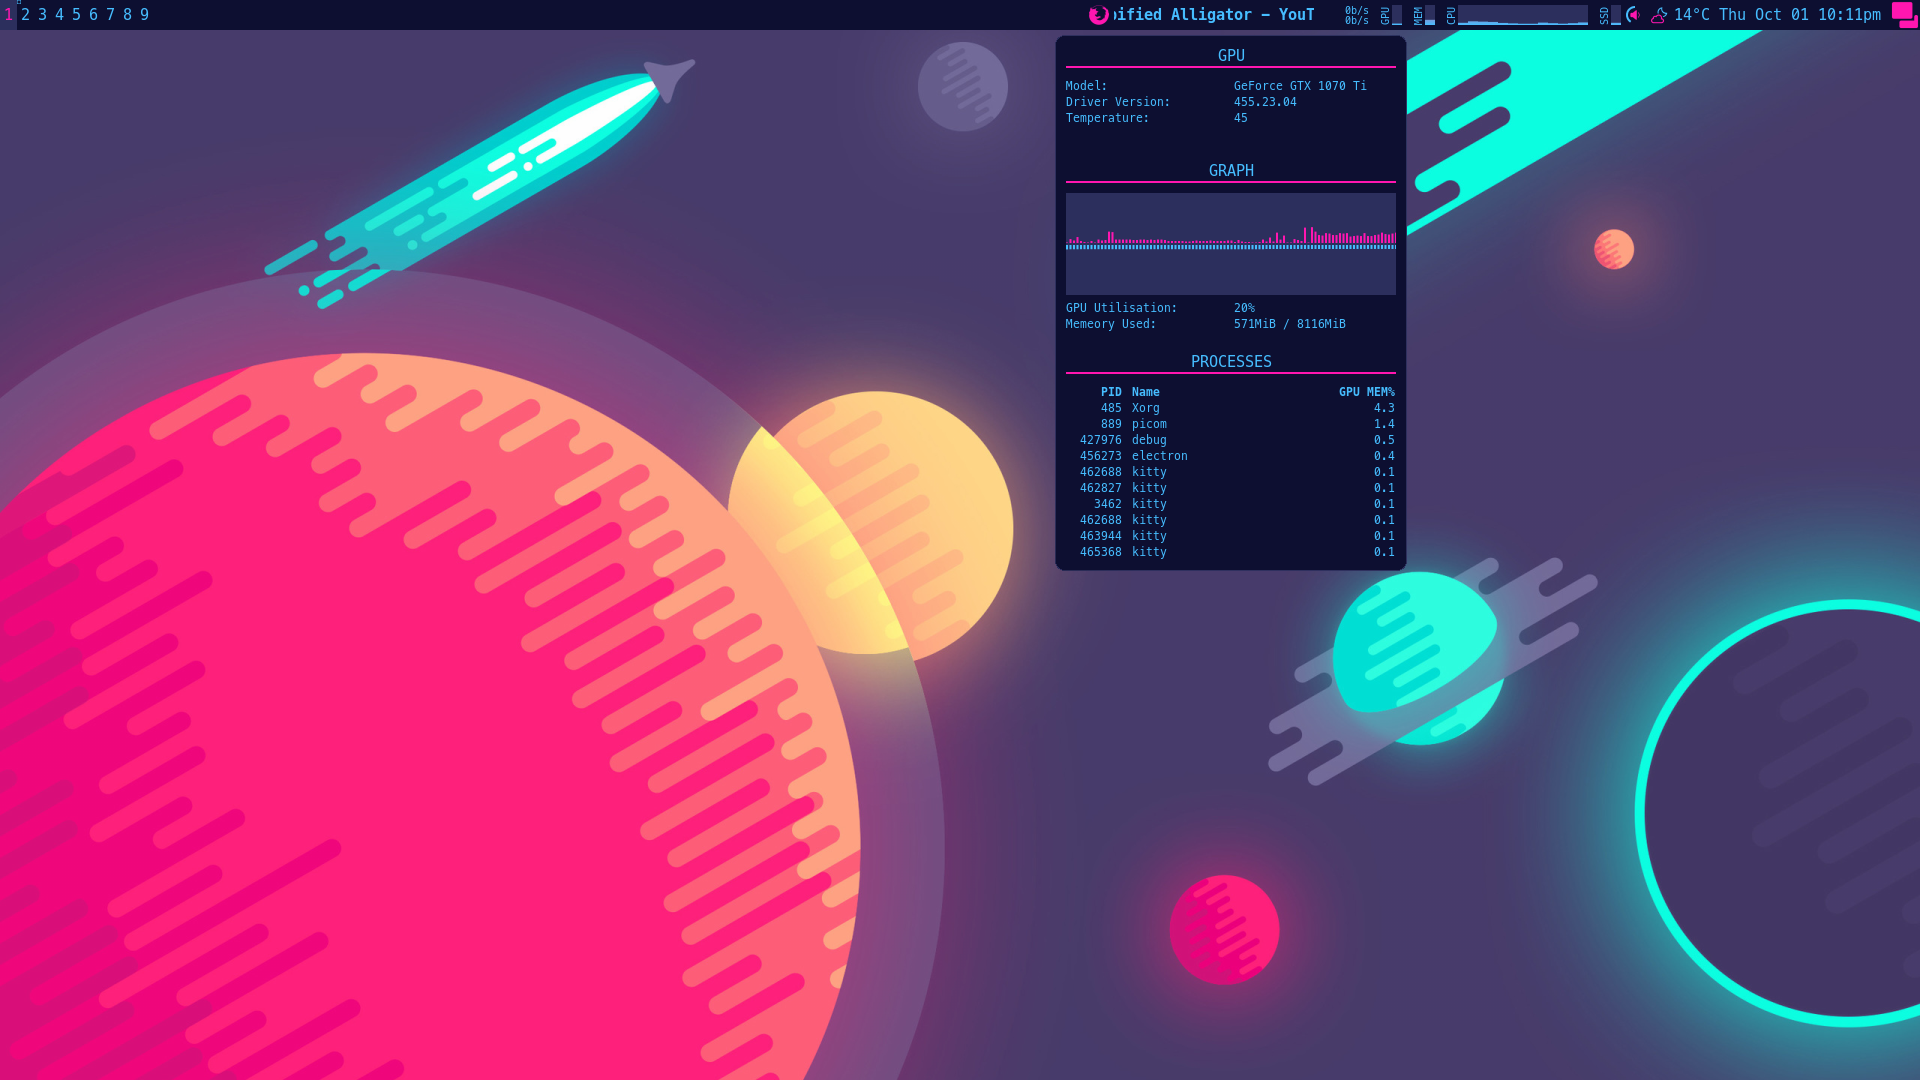 1 2 3 4 5 6 7 8 9
ified Alligator – YouT
0b/s
0b/s
GPU
MEM
CPU
SSD
14°C Thu Oct 01 10:11pm
GPU
Model: GeForce GTX 1070 Ti
Driver Version: 455.23.04
Temperature: 45
GRAPH
GPU Utilisation: 20%
Memeory Used: 571MiB / 8116MiB
PROCESSES
PID Name GPU MEM%
485 Xorg 4.3
889 picom 1.4
427976 debug 0.5
456273 electron 0.4
462688 kitty 0.1
462827 kitty 0.1
3462 kitty 0.1
462688 kitty 0.1
463944 kitty 0.1
465368 kitty 0.1